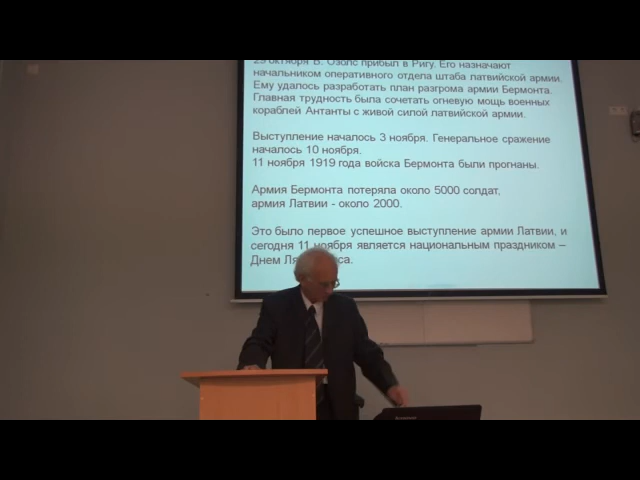 29 октября В. Озолс прибыл в Ригу. Его назначают
начальником оперативного отдела штаба латвийской армии.
Ему удалось разработать план разгрома армии Бермонта.
Главная трудность была сочетать огневую мощь военных
кораблей Антанты с живой силой латвийской армии.
Выступление началось 3 ноября. Генеральное сражение
началось 10 ноября.
11 ноября 1919 года войска Бермонта были прогнаны.
Армия Бермонта потеряла около 5000 солдат,
армия Латвии - около 2000.
Это было первое успешное выступление армии Латвии, и
сегодня 11 ноября является национальным праздником –
Днем